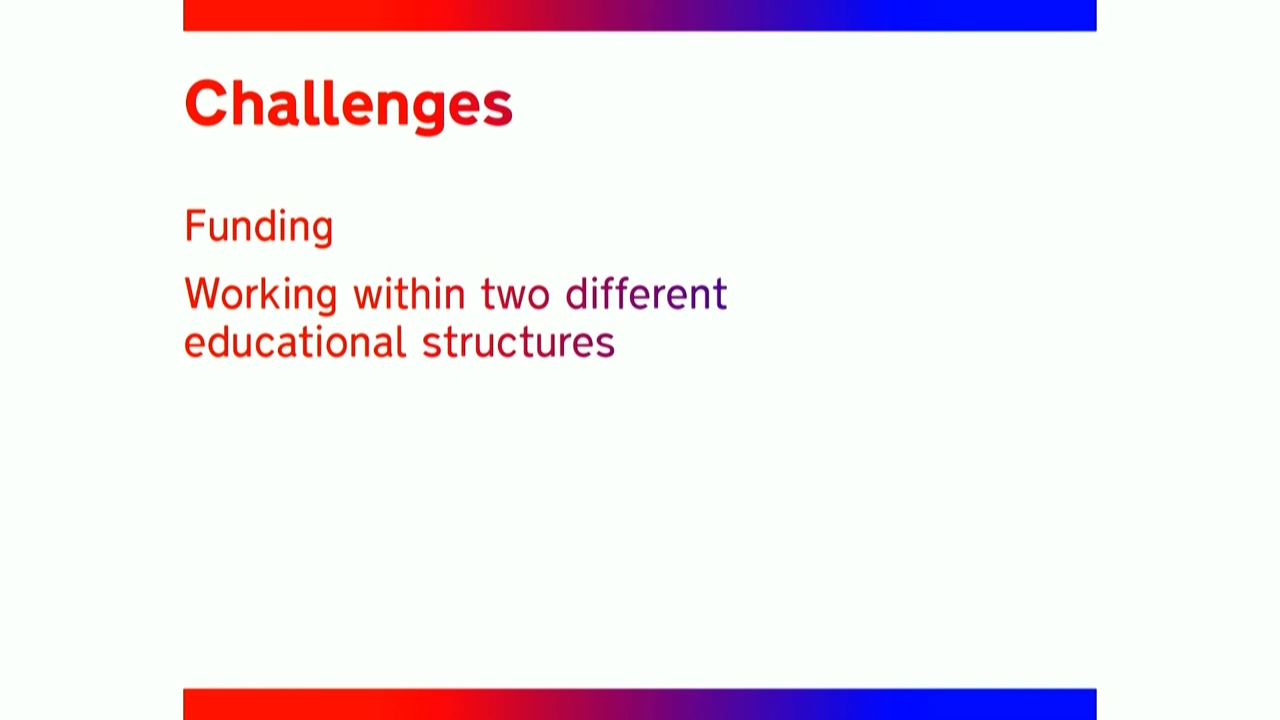 Challenges
Funding
Working within two different
educational structures